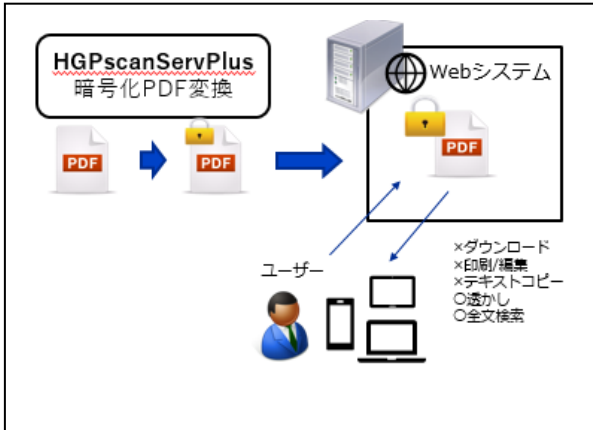 HGPscanServPlus
暗号化PDF変換
Webシステム
PDF
PDF
PDF
ユーザー
×ダウンロード
×印刷/編集
×テキストコピー
〇透かし
〇全文検索